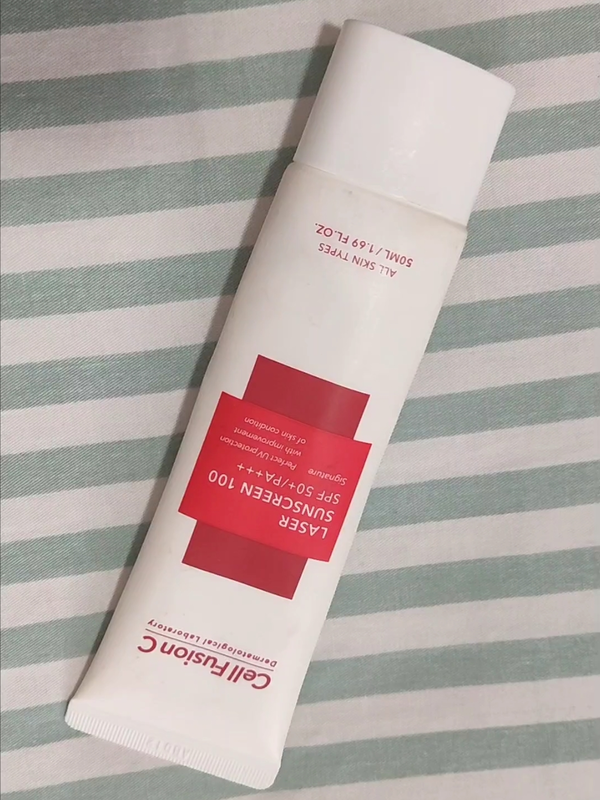 Cell Fusion C
Dermatological Laboratory
LASER
SUNSCREEN 100
SPF 50+/PA+++
Signature Perfect UV protection
with improvement
of skin condition
ALL SKIN TYPES
50ML / 1.69 FL.OZ.